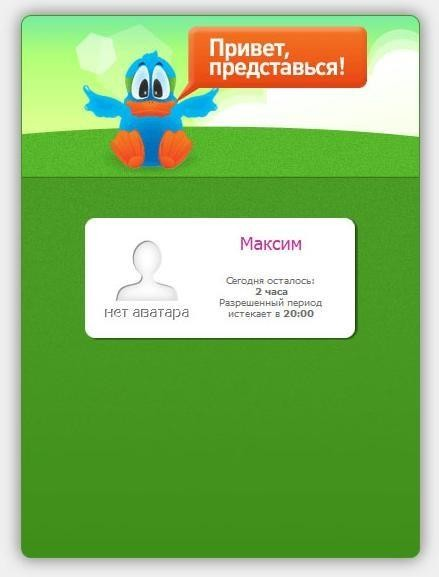 Привет,
представься!
Максим
нет аватара
Сегодня осталось:
2 часа
Разрешенный период
истекает в 20:00